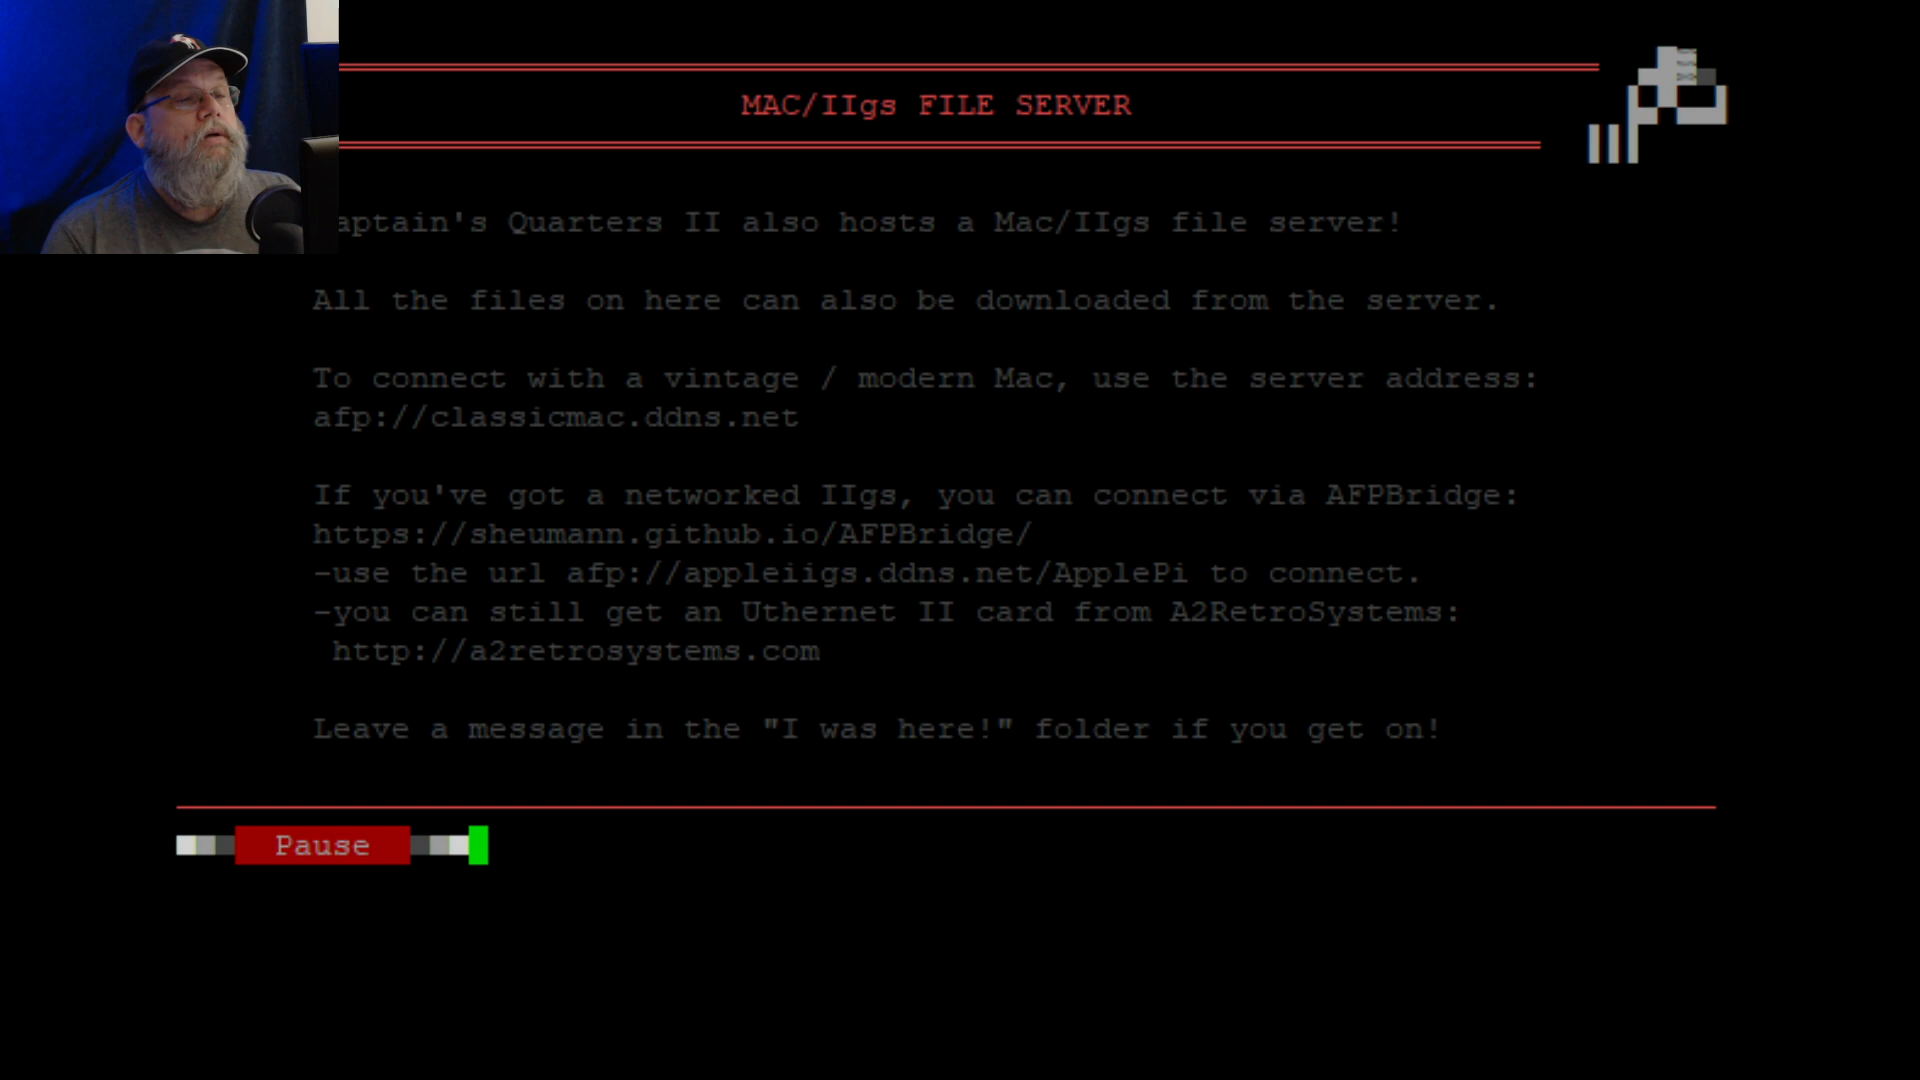 MAC/IIgs FILE SERVER
aptain's Quarters II also hosts a Mac/IIgs file server!
All the files on here can also be downloaded from the server.
To connect with a vintage / modern Mac, use the server address:
afp://classicmac.ddns.net
If you've got a networked IIgs, you can connect via AFPBridge:
https://sheumann.github.io/AFPBridge/
-use the url afp://appleiigs.ddns.net/ApplePi to connect.
-you can still get an Uthernet II card from A2RetroSystems:
http://a2retrosystems.com
Leave a message in the "I was here!" folder if you get on!
Pause